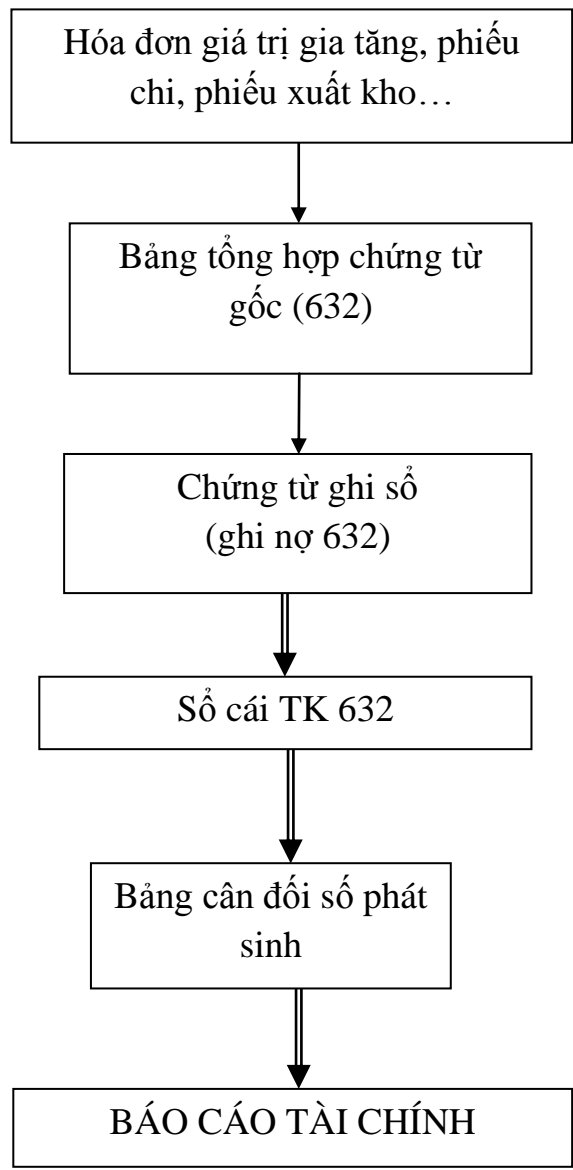 Hóa đơn giá trị gia tăng, phiếu
chi, phiếu xuất kho…
Bảng tổng hợp chứng từ
gốc (632)
Chứng từ ghi sổ
(ghi nợ 632)
Sổ cái TK 632
Bảng cân đối số phát
sinh
BÁO CÁO TÀI CHÍNH